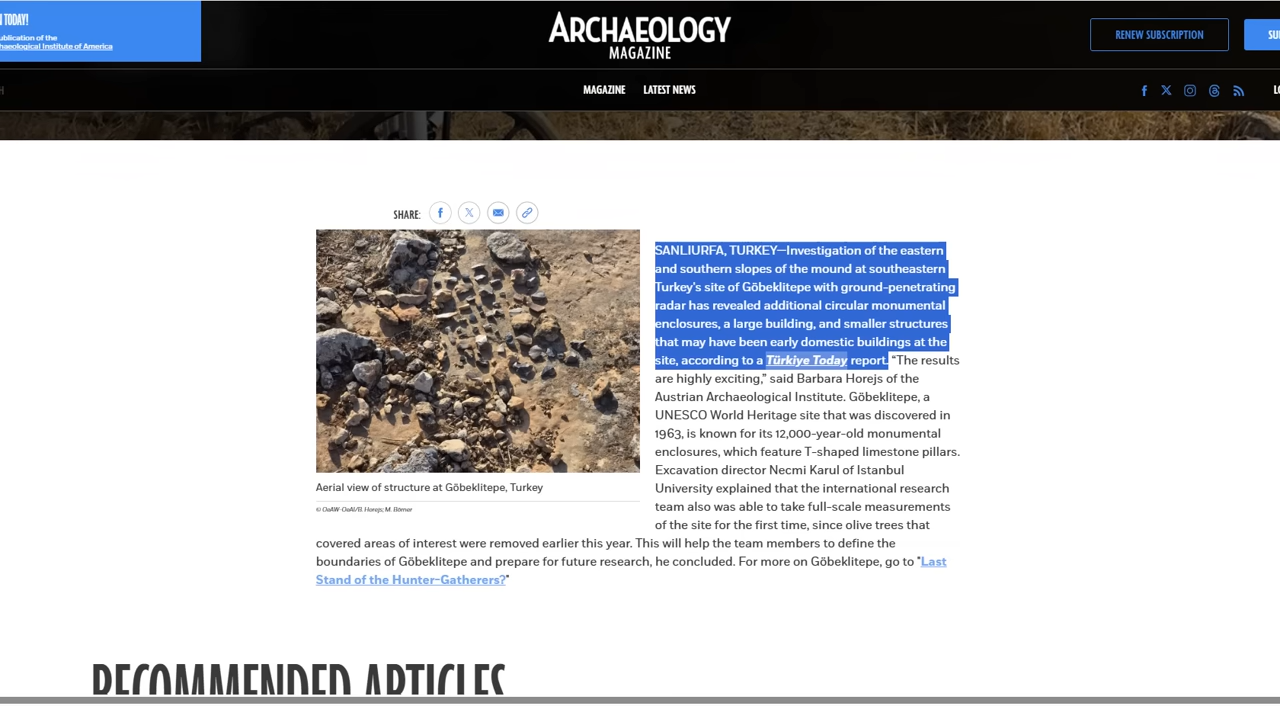 N TODAY!
ublication of the
haeological Institute of America
ARCHAEOLOGY
MAGAZINE
RENEW SUBSCRIPTION
SU
H
MAGAZINE LATEST NEWS
LO
SHARE:
SANLIURFA, TURKEY—Investigation of the eastern
and southern slopes of the mound at southeastern
Turkey's site of Göbeklitepe with ground-penetrating
radar has revealed additional circular monumental
enclosures, a large building, and smaller structures
that may have been early domestic buildings at the
site, according to a Türkiye Today report. “The results
are highly exciting,” said Barbara Horejs of the
Austrian Archaeological Institute. Göbeklitepe, a
UNESCO World Heritage site that was discovered in
1963, is known for its 12,000-year-old monumental
enclosures, which feature T-shaped limestone pillars.
Excavation director Necmi Karul of Istanbul
University explained that the international research
team also was able to take full-scale measurements
of the site for the first time, since olive trees that
covered areas of interest were removed earlier this year. This will help the team members to define the
boundaries of Göbeklitepe and prepare for future research, he concluded. For more on Göbeklitepe, go to "Last
Stand of the Hunter-Gatherers?"
Aerial view of structure at Göbeklitepe, Turkey
© OeAW-OeAI/B. Horejs; M. Börner
RECOMMENDED ARTICLES